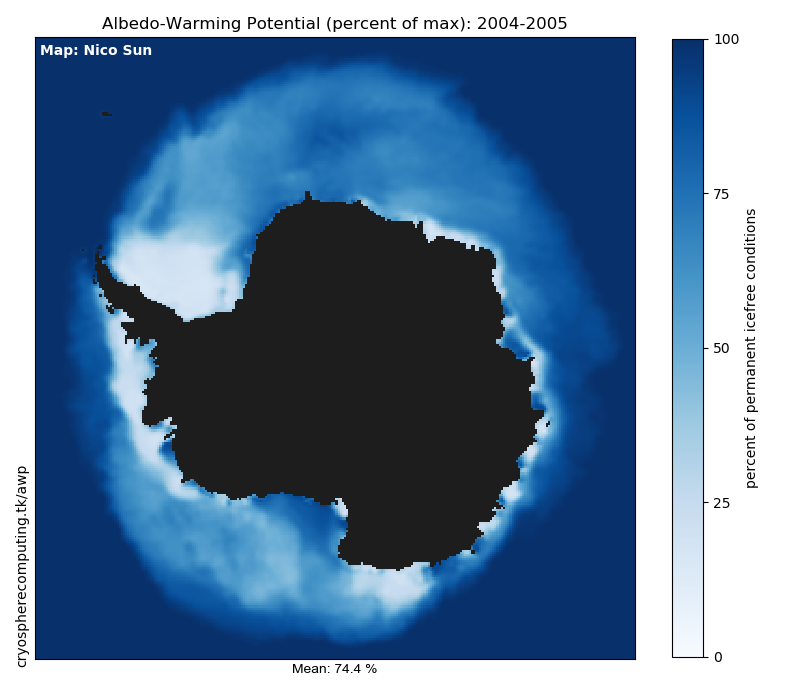 Albedo-Warming Potential (percent of max): 2004-2005
Map: Nico Sun
100
75
50
25
0
percent of permanent icefree conditions
cryospherecomputing.tk/awp
Mean: 74.4 %